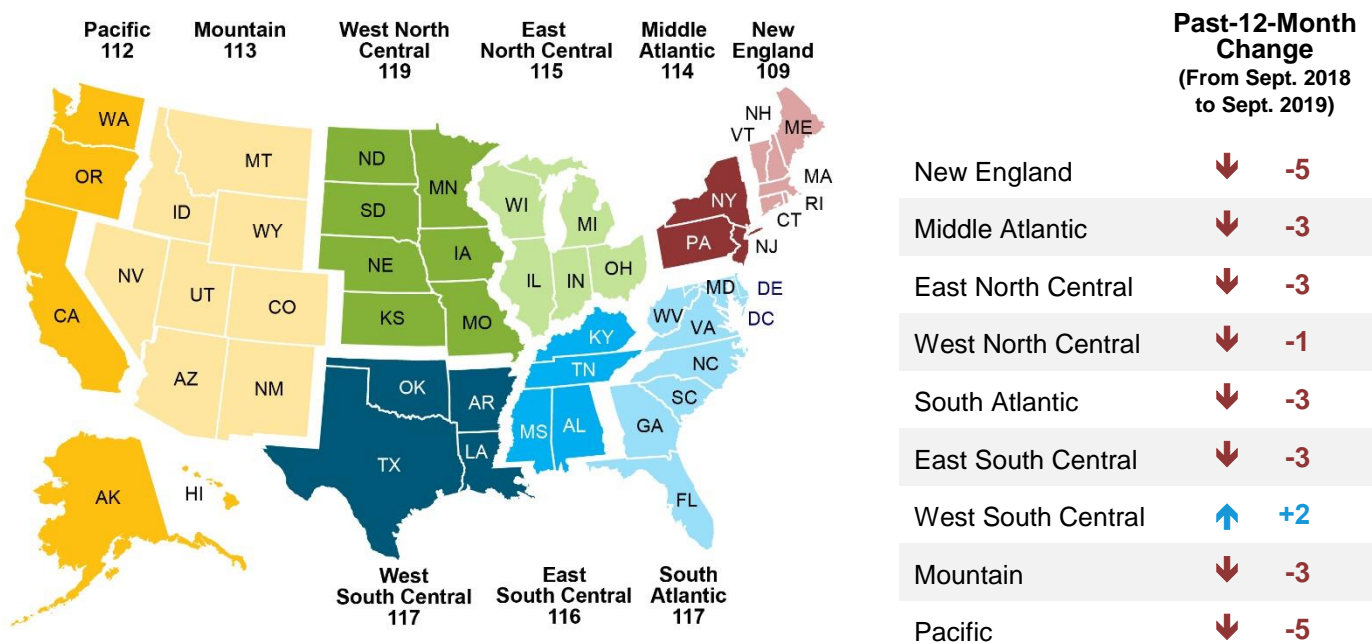 Pacific
112
Mountain
113
West North
Central
119
East
North Central
115
Middle
Atlantic
114
New
England
109
WA
OR
CA
AK
HI
MT
ID
WY
NV
UT
CO
AZ
NM
ND
SD
NE
KS
MN
IA
MO
WI
MI
IL
IN
OH
NY
PA
NJ
NH
VT
ME
MA
RI
CT
OK
AR
TX
LA
KY
TN
MS
AL
MD
DE
DC
WV
VA
NC
SC
GA
FL
West
South Central
117
East
South Central
116
South
Atlantic
117
Past-12-Month
Change
(From Sept. 2018
to Sept. 2019)
New England -5
Middle Atlantic -3
East North Central -3
West North Central -1
South Atlantic -3
East South Central -3
West South Central +2
Mountain -3
Pacific -5